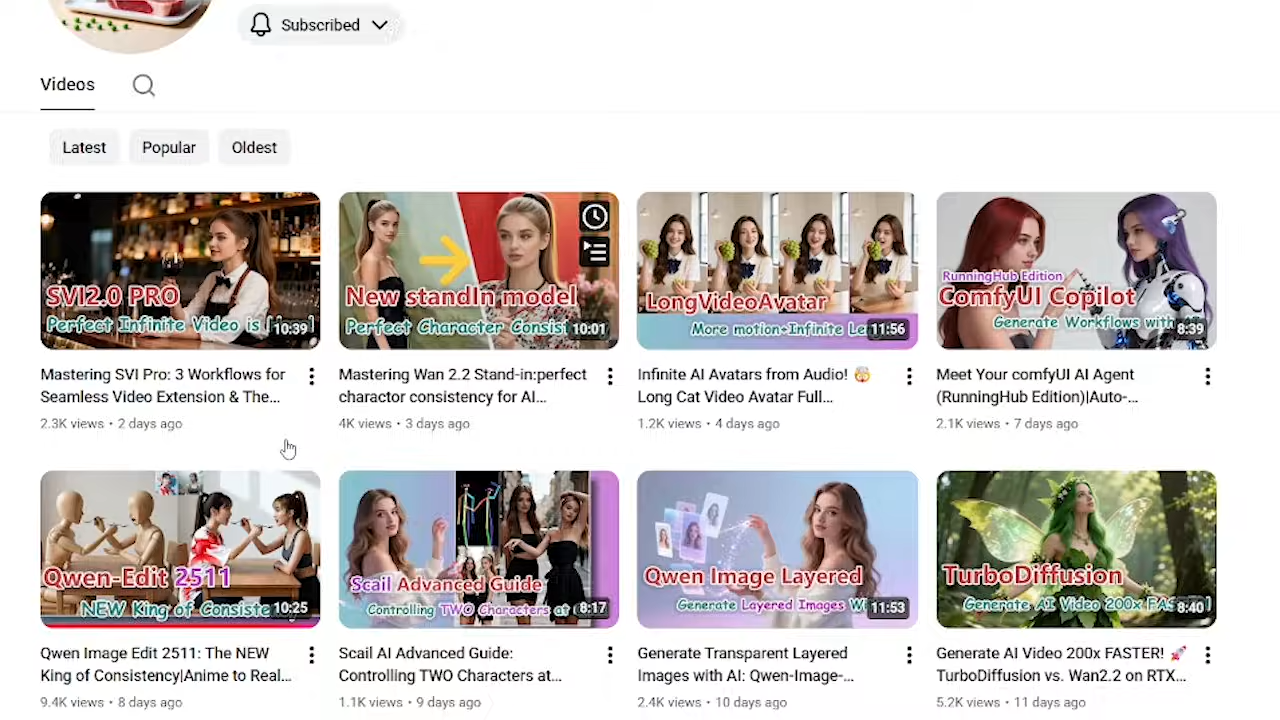 Subscribed
Videos
Latest Popular Oldest
SVI2.0 PRO
Perfect Infinite Video is
10:39
New standIn model
Perfect Character Consist
10:01
LongVideoAvatar
More motion+Infinite Le
11:56
RunningHub Edition
ComfyUI Copilot
Generate Workflows with
8:39
Mastering SVI Pro: 3 Workflows for
Seamless Video Extension & The...
2.3K views • 2 days ago
Mastering Wan 2.2 Stand-in:perfect
charactor consistency for AI...
4K views • 3 days ago
Infinite AI Avatars from Audio! 🤯
Long Cat Video Avatar Full...
1.2K views • 4 days ago
Meet Your comfyUI AI Agent
(RunningHub Edition)|Auto-...
2.1K views • 7 days ago
Qwen-Edit 2511
NEW King of Consiste
10:25
Scail Advanced Guide
Controlling TWO Characters at
8:17
Qwen Image Layered
Generate Layered Images Wi
11:53
TurboDiffusion
Generate AI Video 200x FAS
8:40
Qwen Image Edit 2511: The NEW
King of Consistency|Anime to Real...
9.4K views • 8 days ago
Scail AI Advanced Guide:
Controlling TWO Characters at...
1.1K views • 9 days ago
Generate Transparent Layered
Images with AI: Qwen-Image-...
2.4K views • 10 days ago
Generate AI Video 200x FASTER! 🚀
TurboDiffusion vs. Wan2.2 on RTX...
5.2K views • 11 days ago